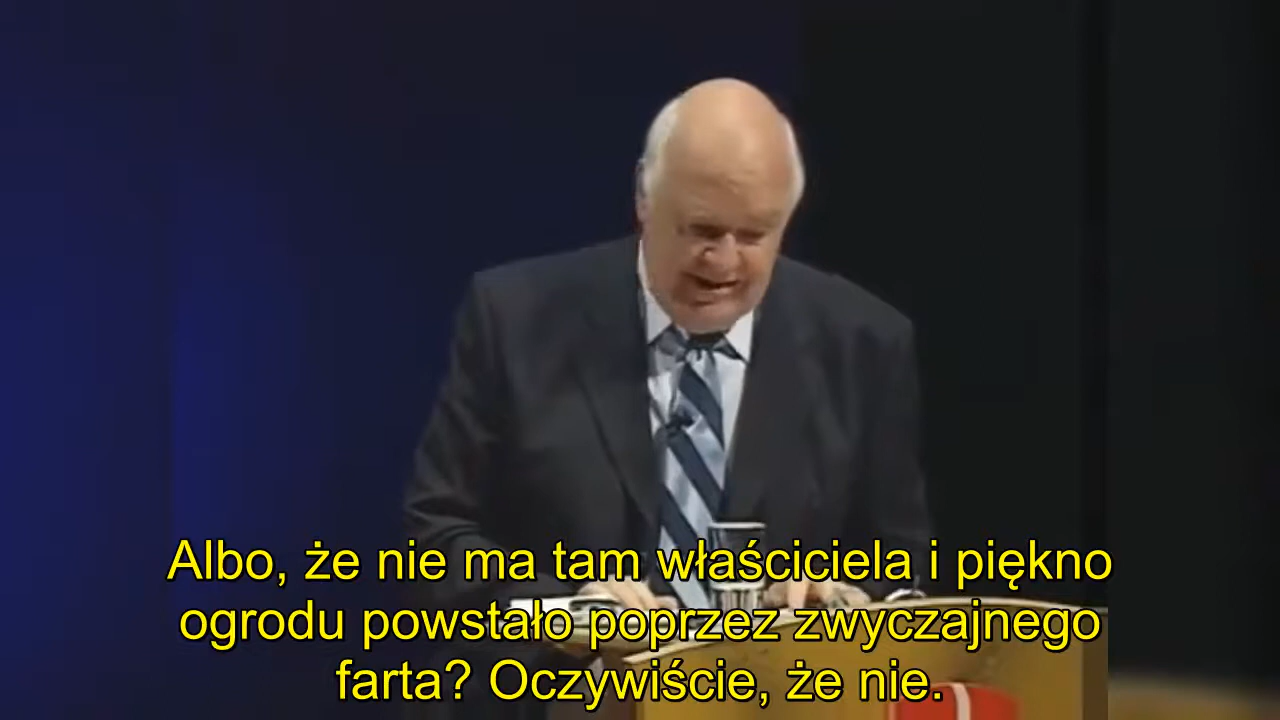 Albo, że nie ma tam właściciela i piękno
ogrodu powstało poprzez zwyczajnego
farta? Oczywiście, że nie.